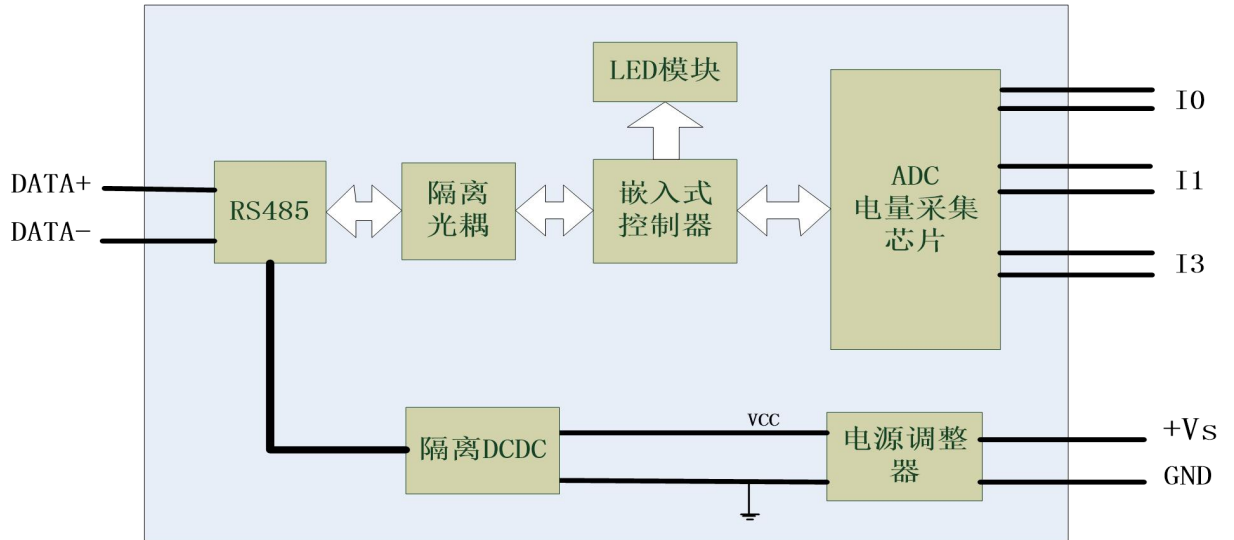 LED模块
I0
DATA+
DATA-
RS485
隔离
光耦
嵌入式
控制器
ADC
电量采集
芯片
I1
I3
隔离DCDC
VCC
电源调整
器
+Vs
GND